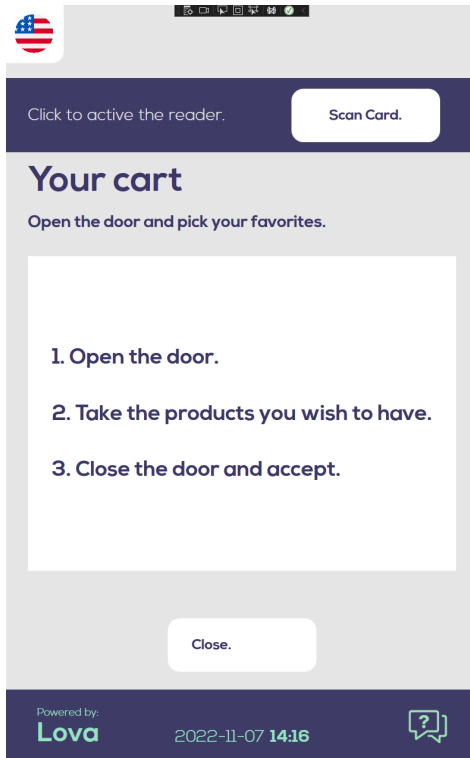 Click to active the reader.
Scan Card.
Your cart
Open the door and pick your favorites.
1. Open the door.
2. Take the products you wish to have.
3. Close the door and accept.
Close.
Powered by:
Lova
2022-11-07 14:16
?